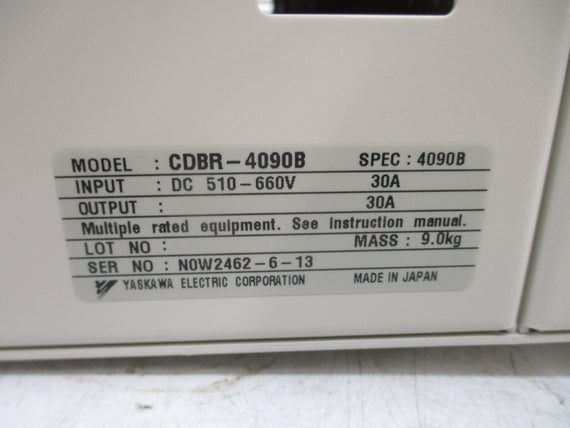 MODEL : CDBR-4090B SPEC : 4090B
INPUT : DC 510-660V 30A
OUTPUT : 30A
Multiple rated equipment. See instruction manual.
LOT NO : MASS : 9.0kg
SER NO : N0W2462-6-13
YASKAWA ELECTRIC CORPORATION MADE IN JAPAN